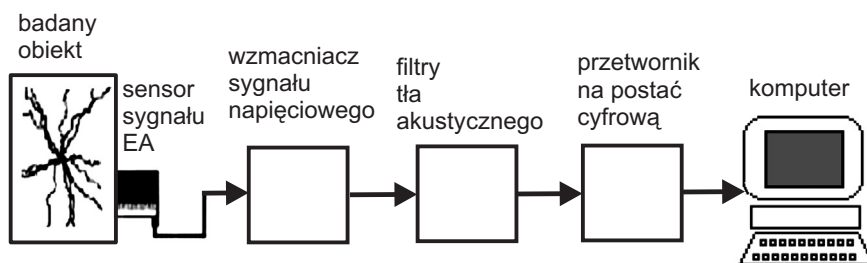 badany
obiekt
sensor
sygnału
EA
wzmacniacz
sygnału
napięciowego
filtry
tła
akustycznego
przetwornik
na postać
cyfrową
komputer